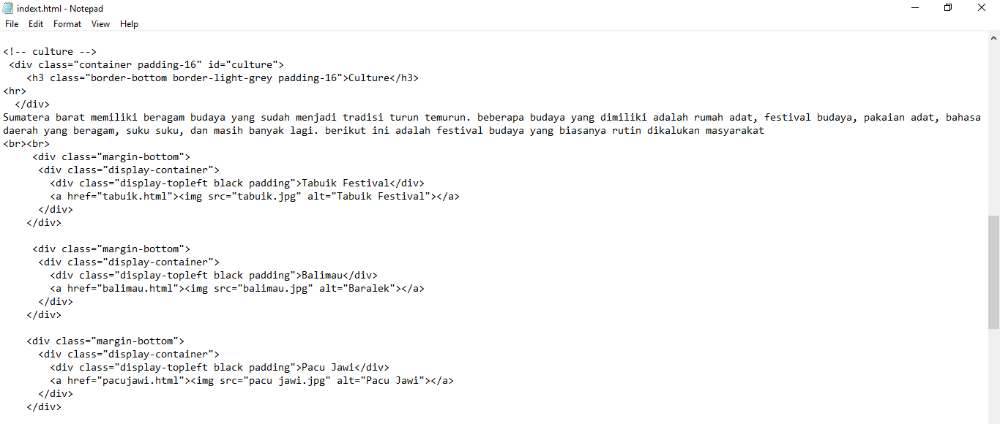 indext.html - Notepad
File Edit Format View Help
<!-- culture -->
<div class="container padding-16" id="culture">
<h3 class="border-bottom border-light-grey padding-16">Culture</h3>
<hr>
</div>
Sumatera barat memiliki beragam budaya yang sudah menjadi tradisi turun temurun. beberapa budaya yang dimiliki adalah rumah adat, festival budaya, pakaian adat, bahasa
daerah yang beragam, suku suku, dan masih banyak lagi. berikut ini adalah festival budaya yang biasanya rutin dikalukan masyarakat
<br><br>
<div class="margin-bottom">
<div class="display-container">
<div class="display-topleft black padding">Tabuik Festival</div>
<a href="tabuik.html"><img src="tabuik.jpg" alt="Tabuik Festival"></a>
</div>
</div>
<div class="margin-bottom">
<div class="display-container">
<div class="display-topleft black padding">Balimau</div>
<a href="balimau.html"><img src="balimau.jpg" alt="Baralek"></a>
</div>
</div>
<div class="margin-bottom">
<div class="display-container">
<div class="display-topleft black padding">Pacu Jawi</div>
<a href="pacujawi.html"><img src="pacu jawi.jpg" alt="Pacu Jawi"></a>
</div>
</div>